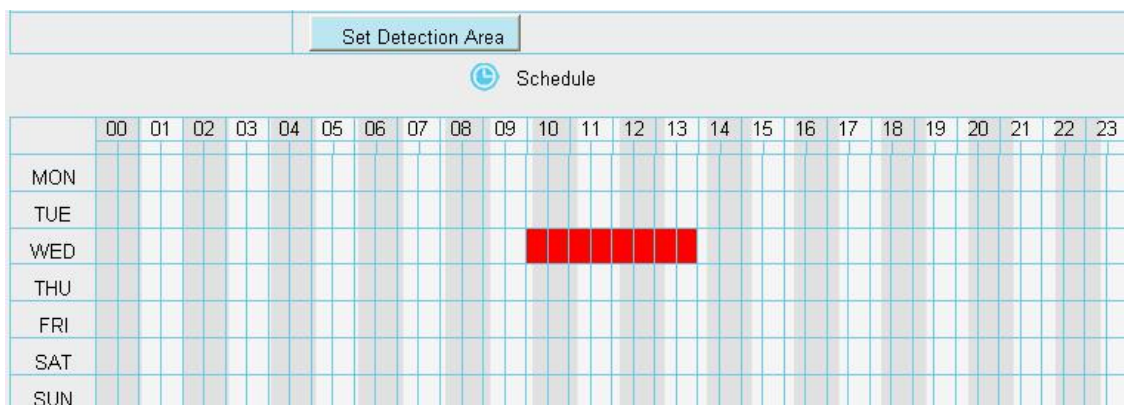 Set Detection Area
Schedule
00 01 02 03 04 05 06 07 08 09 10 11 12 13 14 15 16 17 18 19 20 21 22 23
MON
TUE
WED
THU
FRI
SAT
SUN